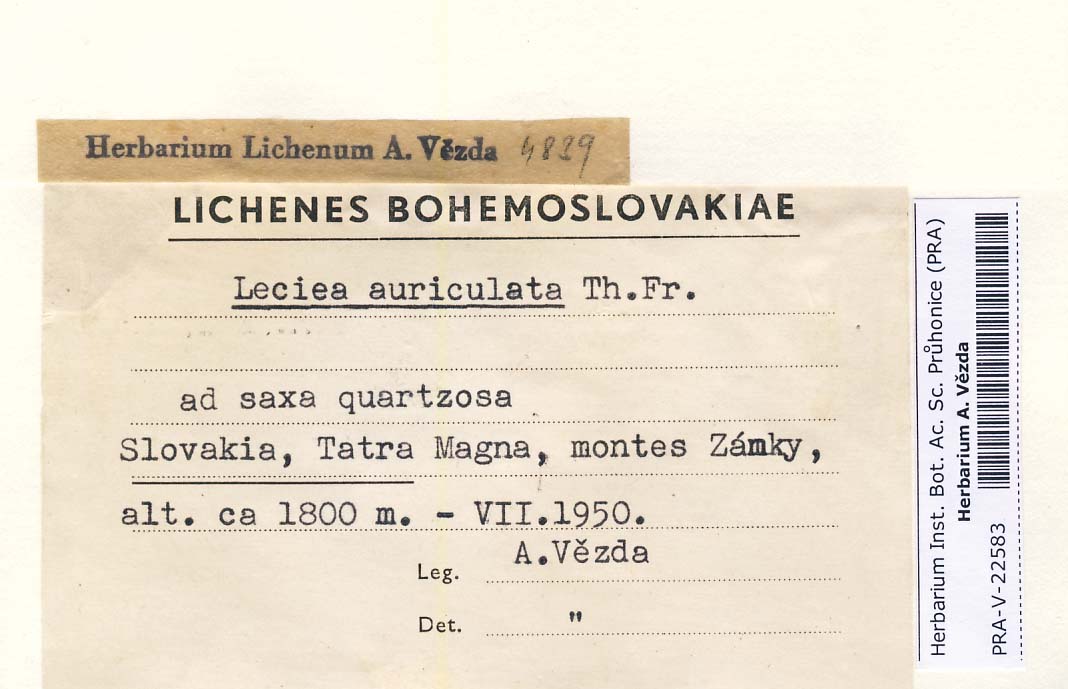 Herbarium Lichenum A. Vězda 4829
LICHENES BOHEMOSLOVAKIAE
Leciea auriculata Th.Fr.
ad saxa quartzosa
Slovakia, Tatra Magna, montes Zámky,
alt. ca 1800 m. - VII.1950.
A.Vězda
Leg.
Det. "
Herbarium Inst. Bot. Ac. Sc. Průhonice (PRA)
Herbarium A. Vězda
PRA-V-22583